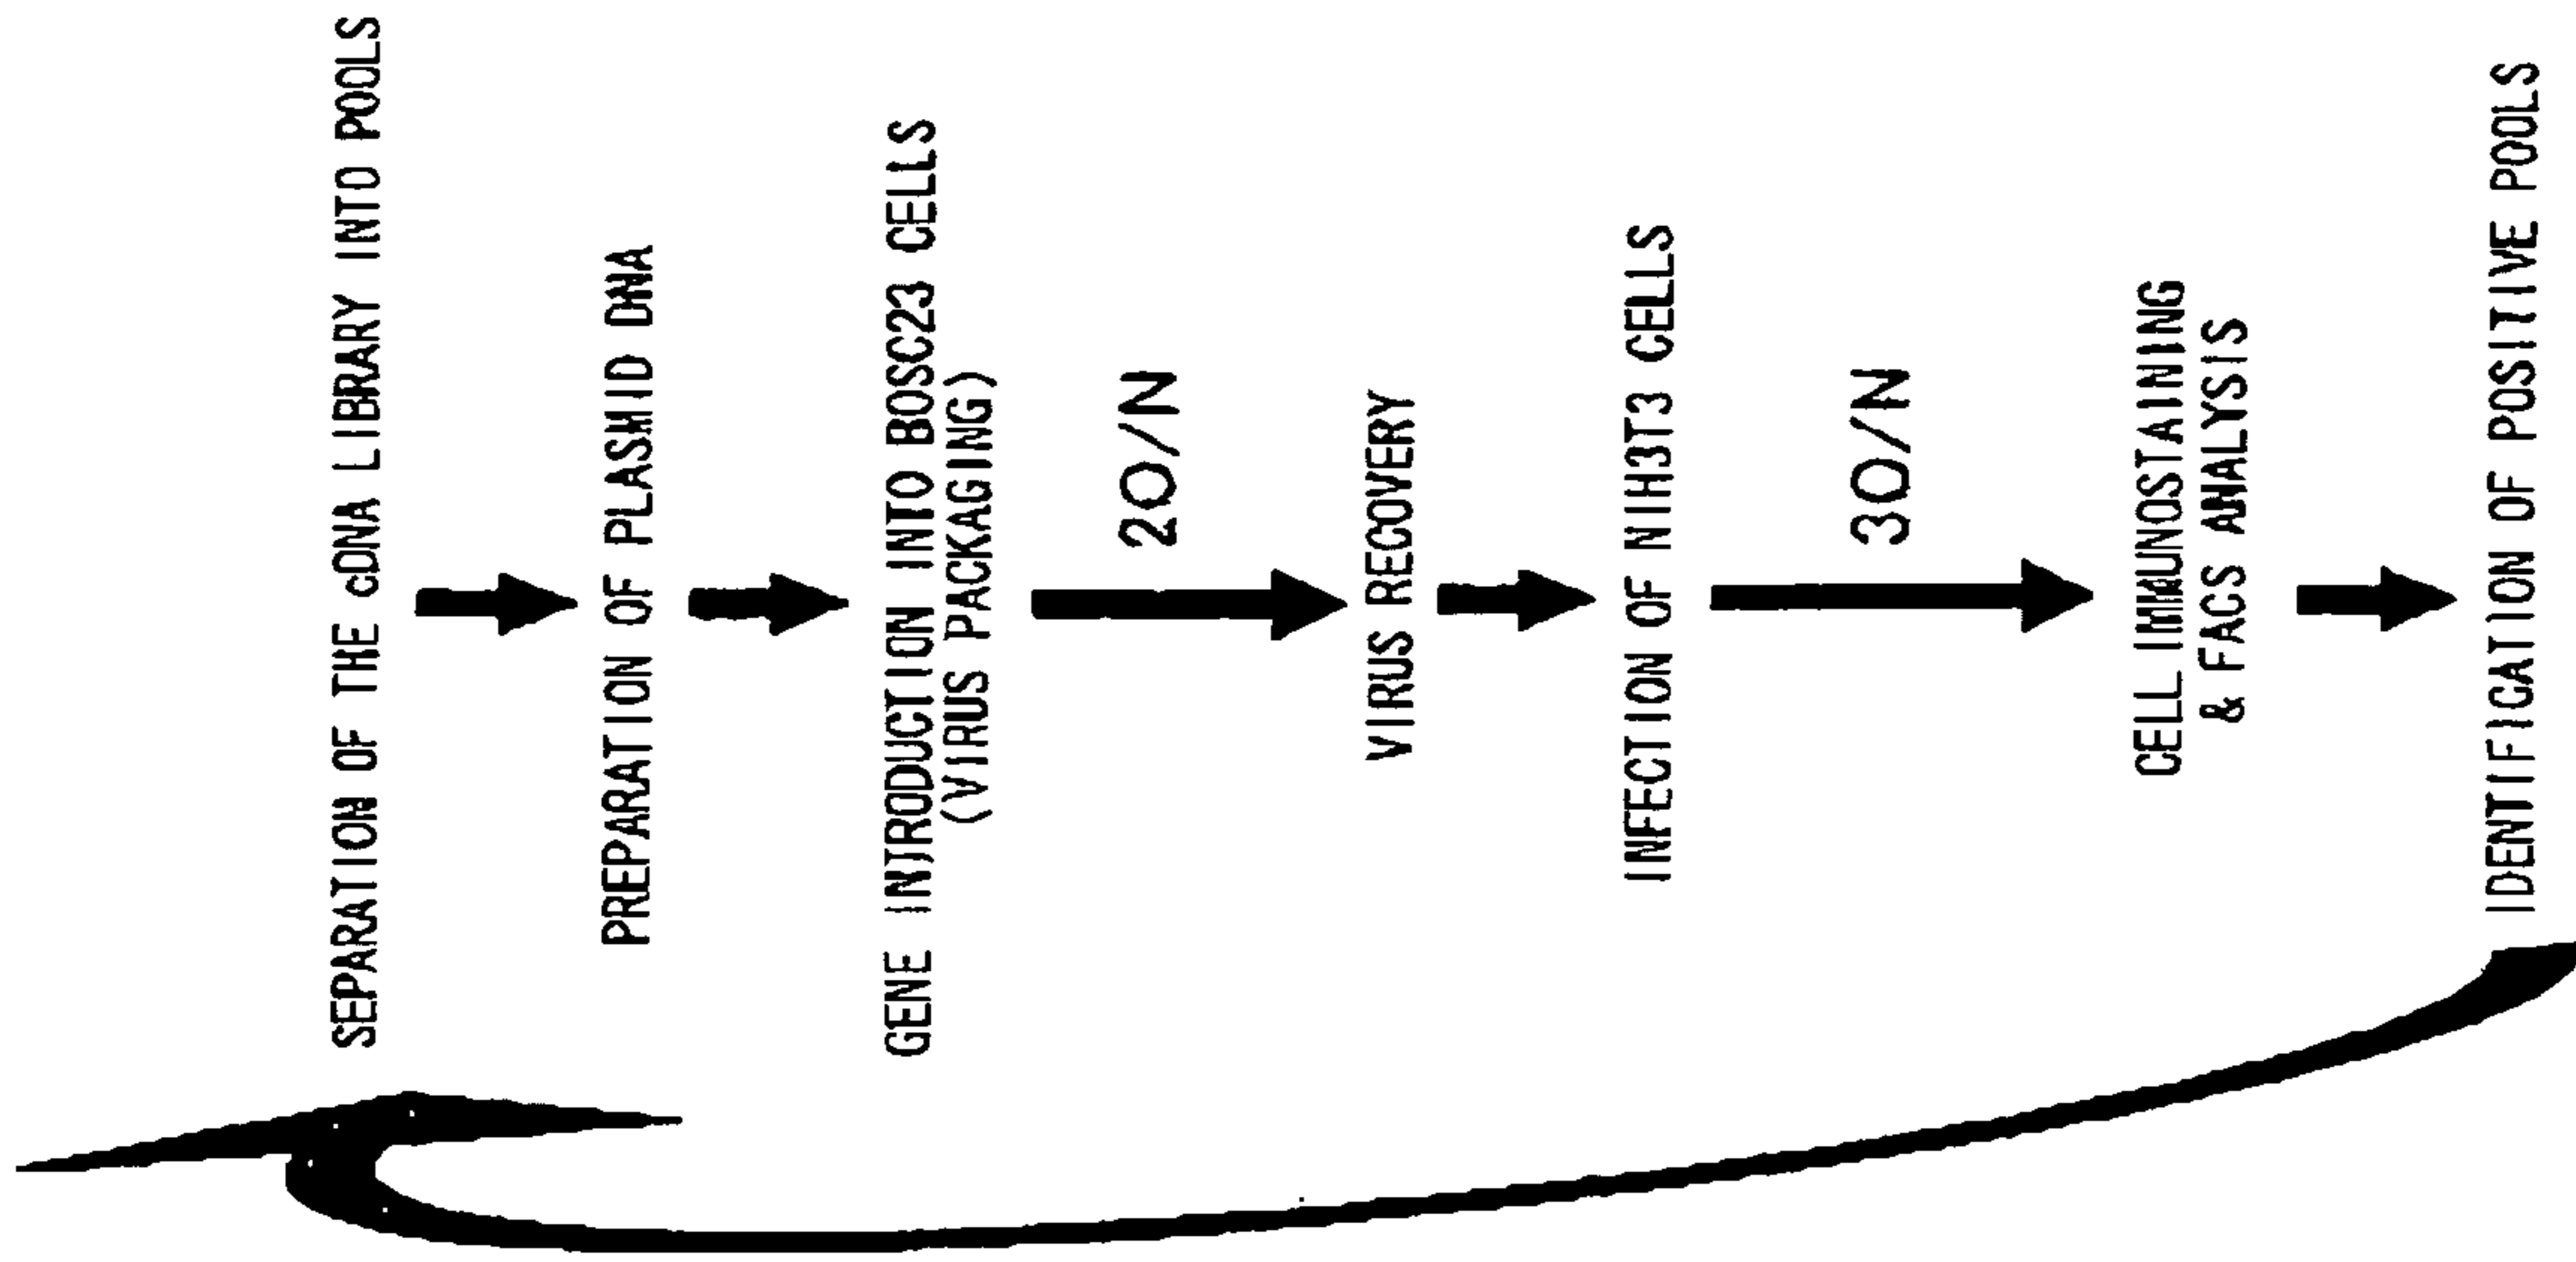 SEPARATION OF THE cDNA LIBRARY INTO POOLS
PREPARATION OF PLASMID DNA
GENE INTRODUCTION INTO BOSC23 CELLS
(VIRUS PACKAGING)
2O/N
VIRUS RECOVERY
INFECTION OF NIH3T3 CELLS
3O/N
CELL IMMUNOSTAINING
& FACS ANALYSIS
IDENTIFICATION OF POSITIVE POOLS